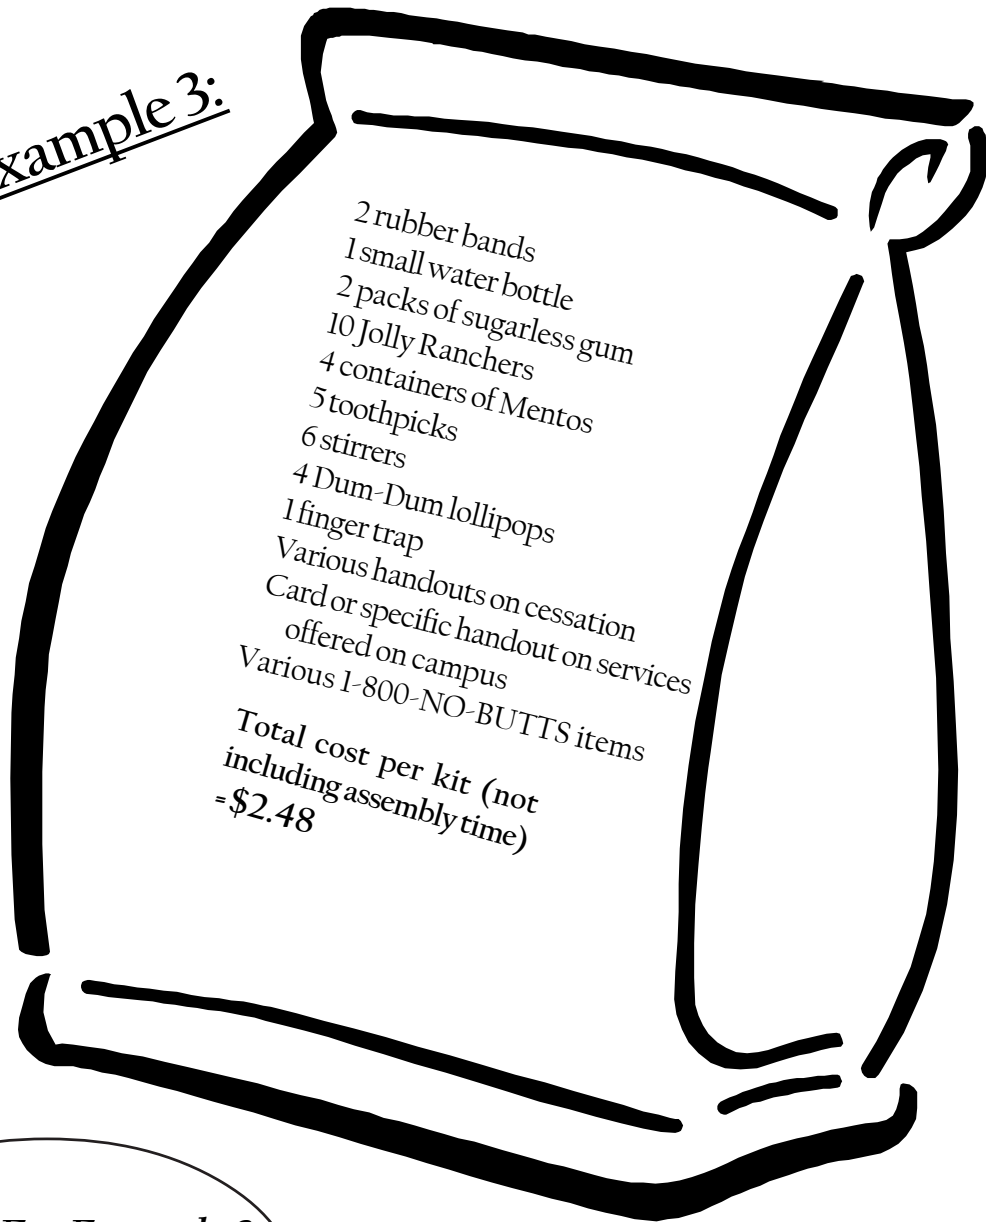 xample 3:
2 rubber bands
1 small water bottle
2 packs of sugarless gum
10 Jolly Ranchers
4 containers of Mentos
5 toothpicks
6 stirrers
4 Dum-Dum lollipops
1 finger trap
Various handouts on cessation
Card or specific handout on services
offered on campus
Various 1-800-NO-BUTTS items
Total cost per kit (not
including assembly time)
=$2.48